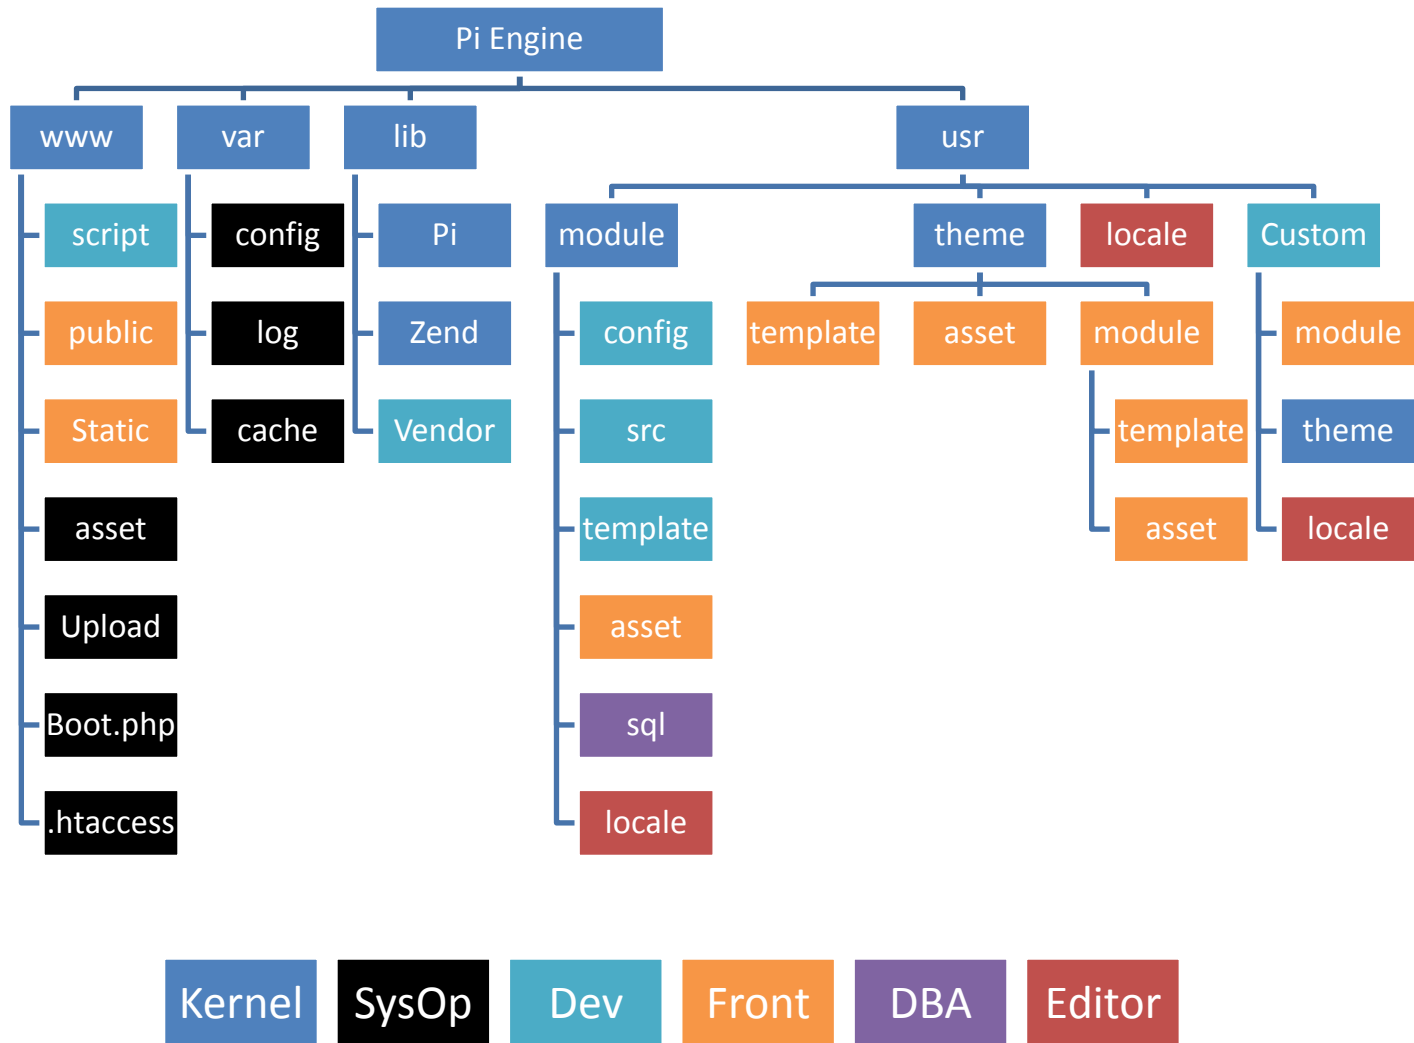 Pi Engine
www
var
lib
usr
script
config
Pi
module
theme
locale
Custom
public
log
Zend
config
template
asset
module
module
Static
cache
Vendor
src
template
theme
asset
template
asset
locale
Upload
asset
Boot.php
sql
.htaccess
locale
Kernel
SysOp
Dev
Front
DBA
Editor